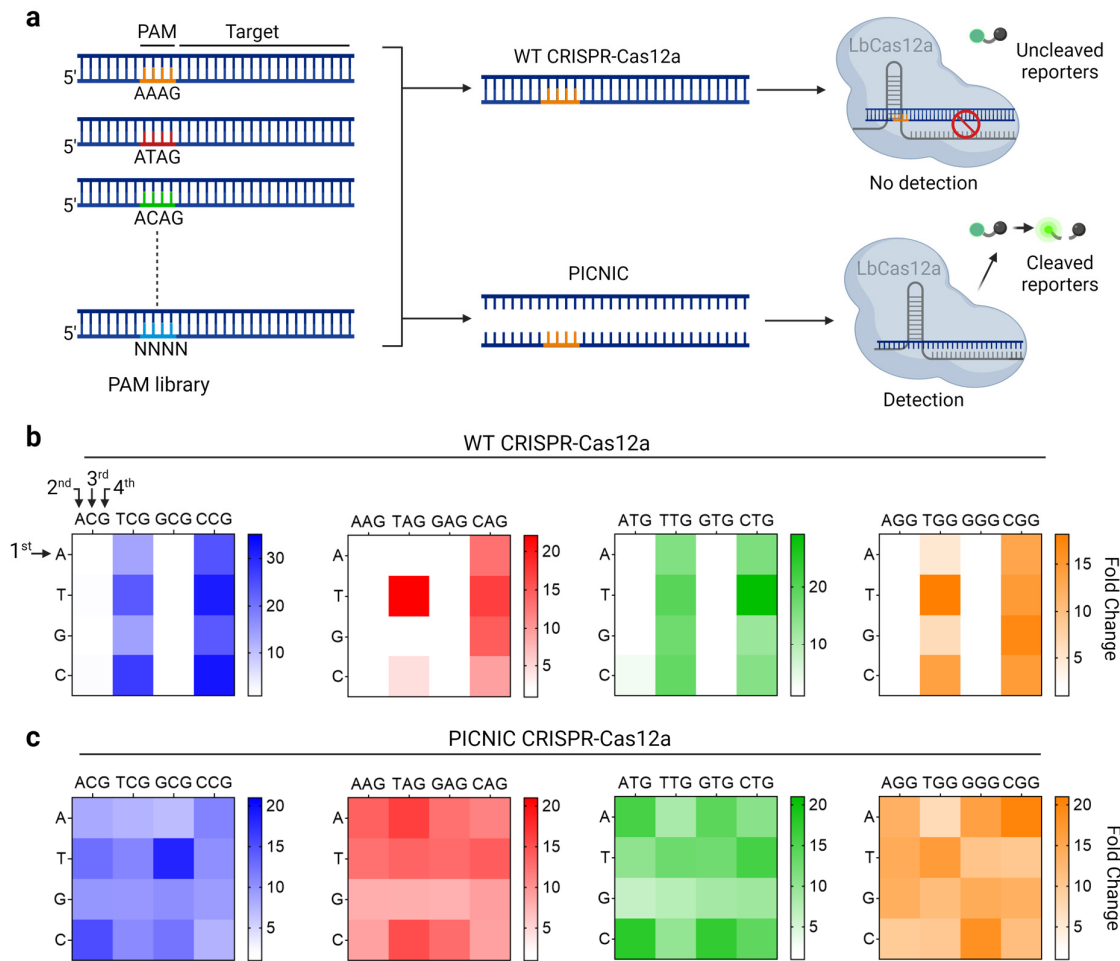 a
PAM Target
5'
AAAG
5'
ATAG
5'
ACAG
5'
NNNN
PAM library
WT CRISPR-Cas12a
PICNIC
LbCas12a
Uncleaved
reporters
No detection
LbCas12a
Cleaved
reporters
Detection
b
WT CRISPR-Cas12a
2nd 3rd 4th
1st
ACG TCG GCG CCG
A
T
G
C
30
20
10
AAG TAG GAG CAG
A
T
G
C
20
15
10
5
ATG TTG GTG CTG
A
T
G
C
20
10
AGG TGG GGG CGG
A
T
G
C
15
10
5
Fold Change
c
PICNIC CRISPR-Cas12a
ACG TCG GCG CCG
A
T
G
C
20
15
10
5
AAG TAG GAG CAG
A
T
G
C
20
15
10
5
ATG TTG GTG CTG
A
T
G
C
20
15
10
5
AGG TGG GGG CGG
A
T
G
C
20
15
10
5
Fold Change